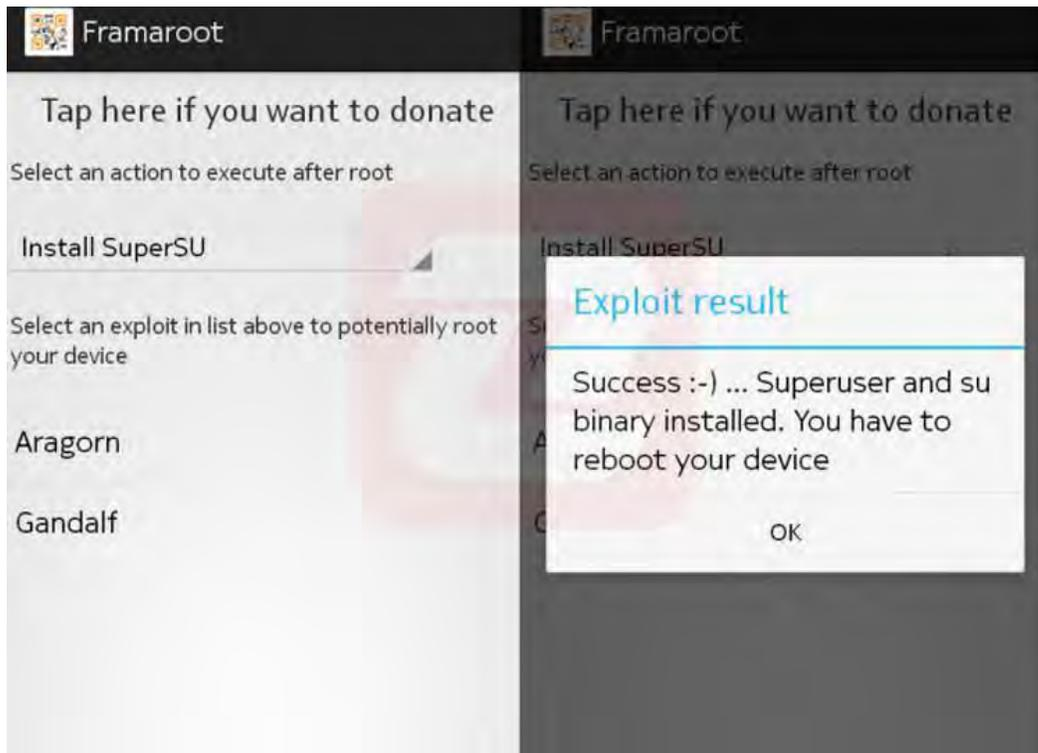 Framaroot
Tap here if you want to donate
Select an action to execute after root
Install SuperSU
Select an exploit in list above to potentially root
your device
Aragorn
Gandalf
Framaroot
Tap here if you want to donate
Select an action to execute after root
Install SuperSU
Exploit result
Success :-) ... Superuser and su
binary installed. You have to
reboot your device
OK